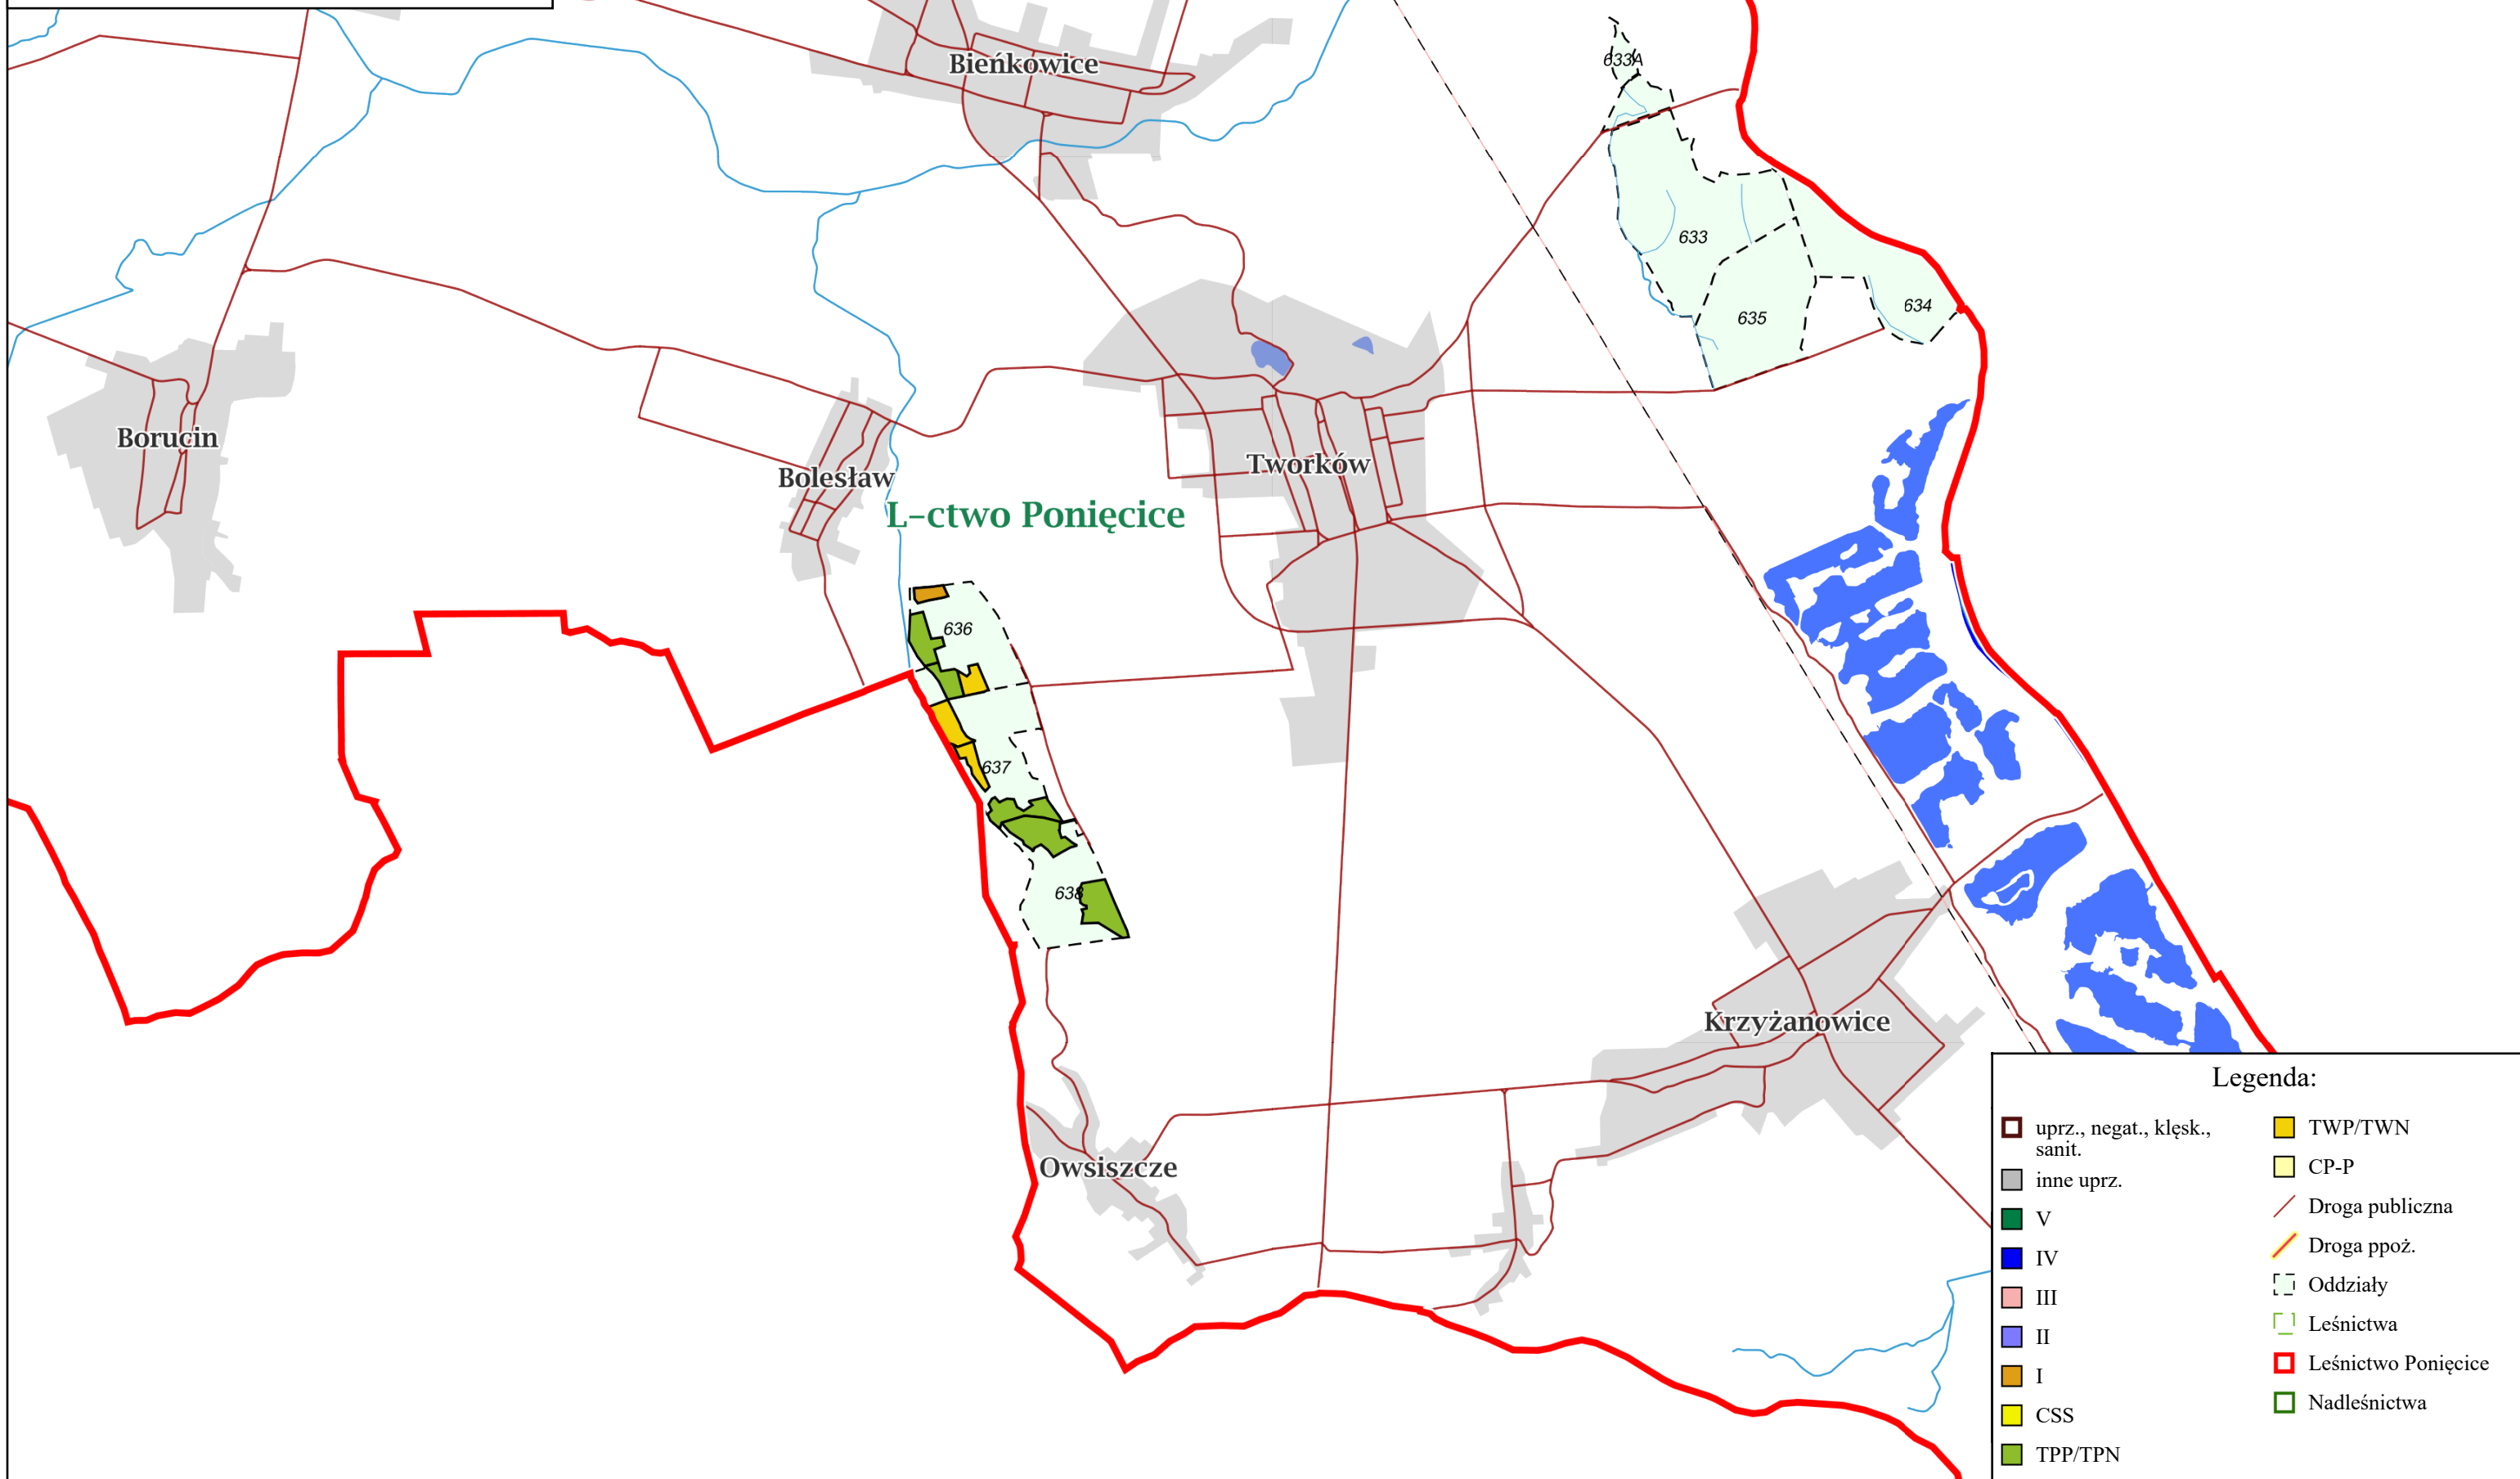 Bieńkowice
633A
633
634
635
Borucin
Bolesław
Tworków
L-ctwo Ponięcice
636
637
638
Krzyżanowice
Owsiszcze
Legenda:
uprz., negat., klęsk.,
sanit.
inne uprz.
V
IV
III
II
I
CSS
TPP/TPN
TWP/TWN
CP-P
Droga publiczna
Droga ppoż.
Oddziały
Leśnictwa
Leśnictwo Ponięcice
Nadleśnictwa